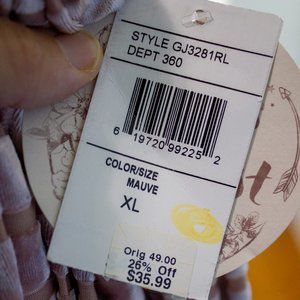 STYLE GJ3281RL
DEPT 360
6 19720 99225 2
COLOR/SIZE
MAUVE
XL
Orig 49.00
26% Off
$35.99